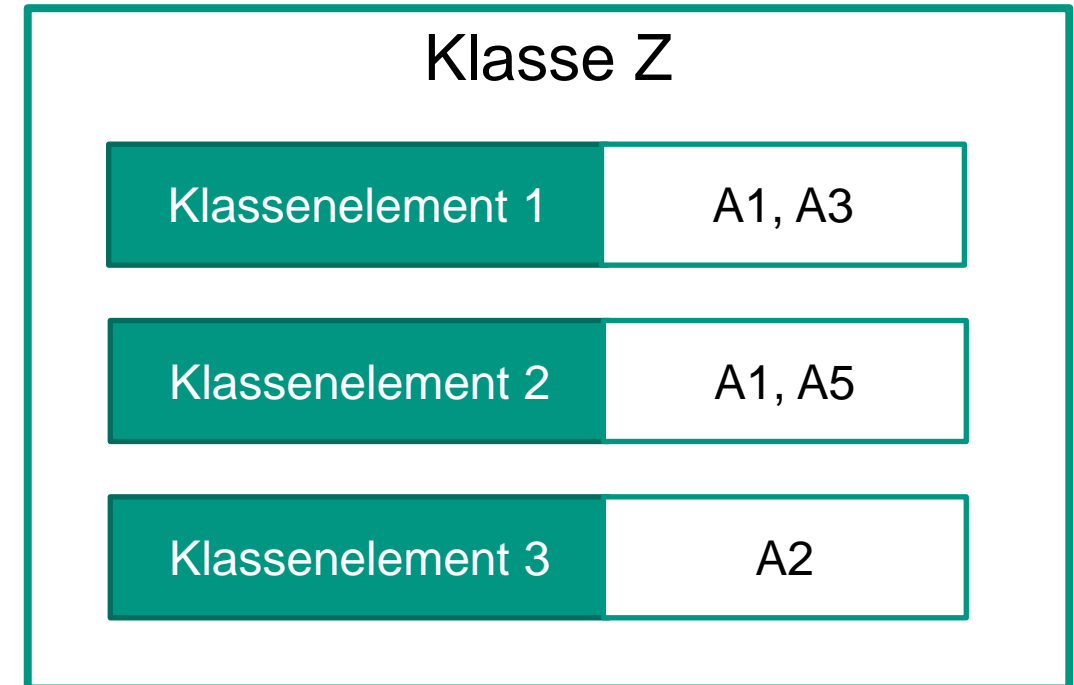 Klasse Z
Klassenelement 1 A1, A3
Klassenelement 2 A1, A5
Klassenelement 3 A2